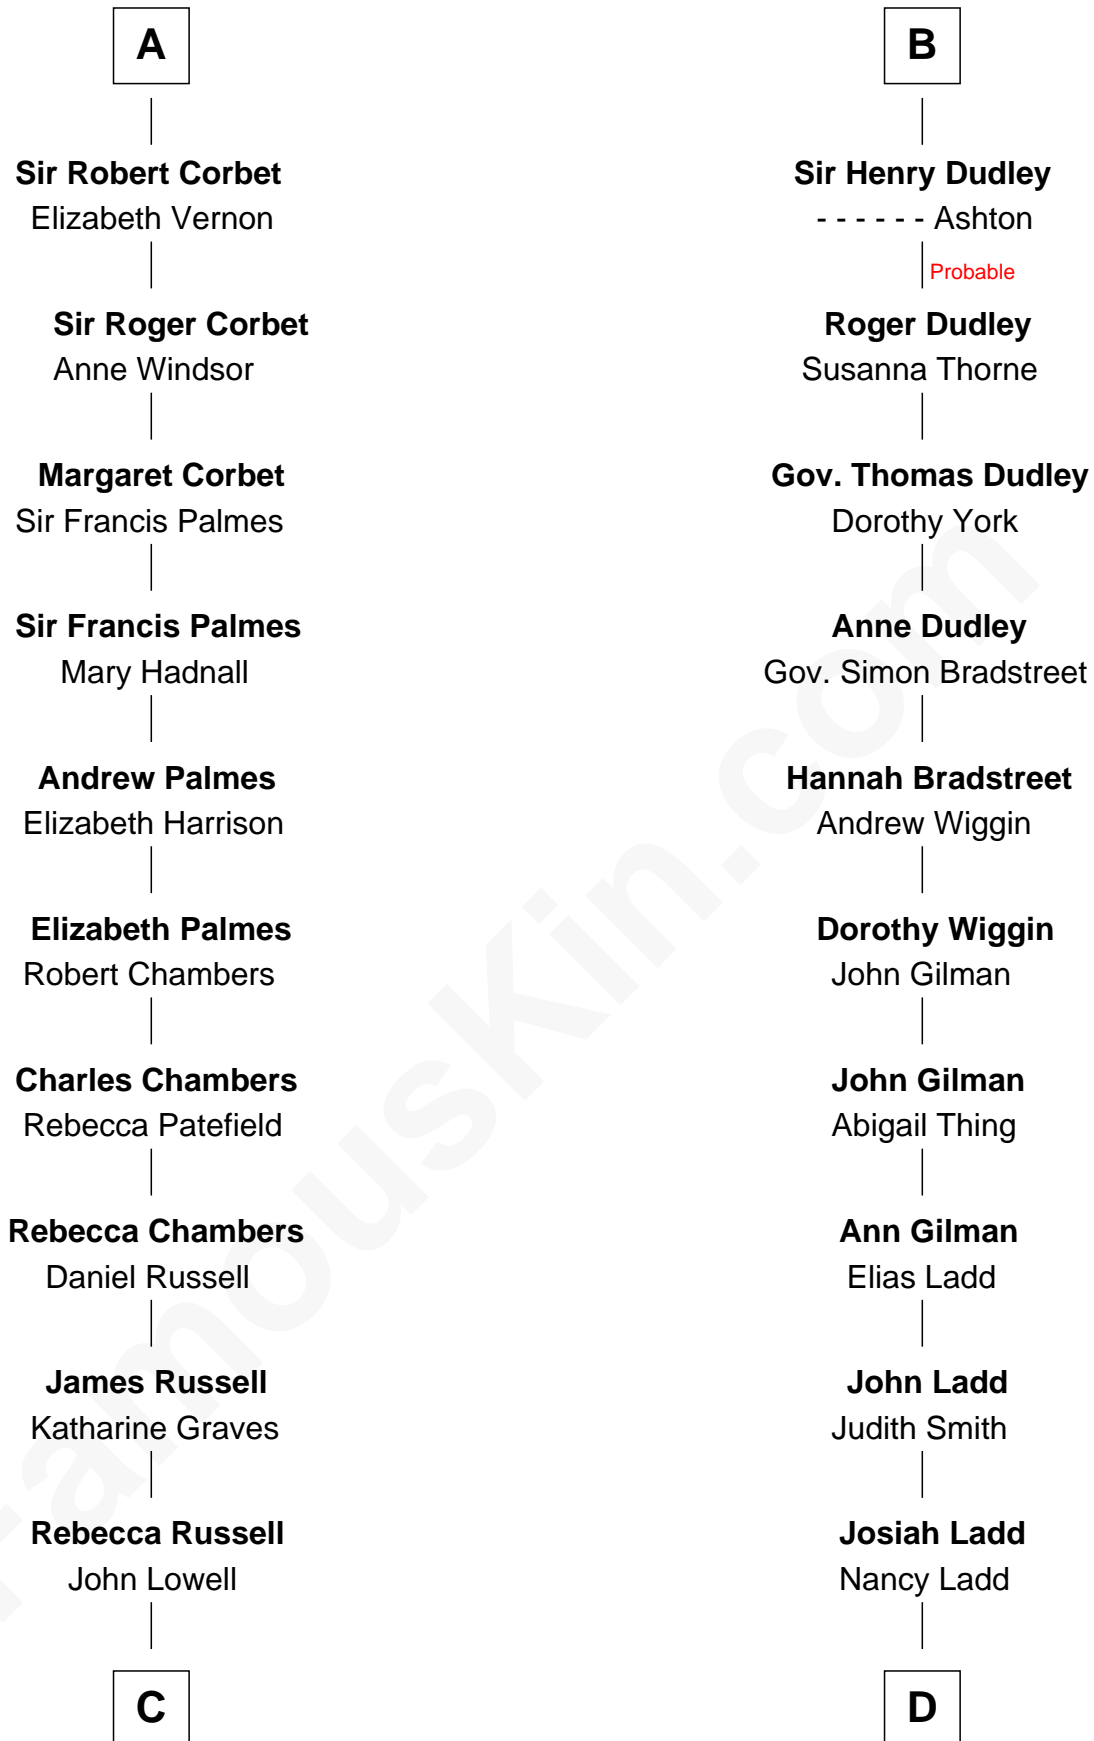 A
Sir Robert Corbet
Elizabeth Vernon
Sir Roger Corbet
Anne Windsor
Margaret Corbet
Sir Francis Palmes
Sir Francis Palmes
Mary Hadnall
Andrew Palmes
Elizabeth Harrison
Elizabeth Palmes
Robert Chambers
Charles Chambers
Rebecca Patefield
Rebecca Chambers
Daniel Russell
James Russell
Katharine Graves
Rebecca Russell
John Lowell
C
B
Sir Henry Dudley
- - - - - - Ashton
Probable
Roger Dudley
Susanna Thorne
Gov. Thomas Dudley
Dorothy York
Anne Dudley
Gov. Simon Bradstreet
Hannah Bradstreet
Andrew Wiggin
Dorothy Wiggin
John Gilman
John Gilman
Abigail Thing
Ann Gilman
Elias Ladd
John Ladd
Judith Smith
Josiah Ladd
Nancy Ladd
D
FamousKin.com